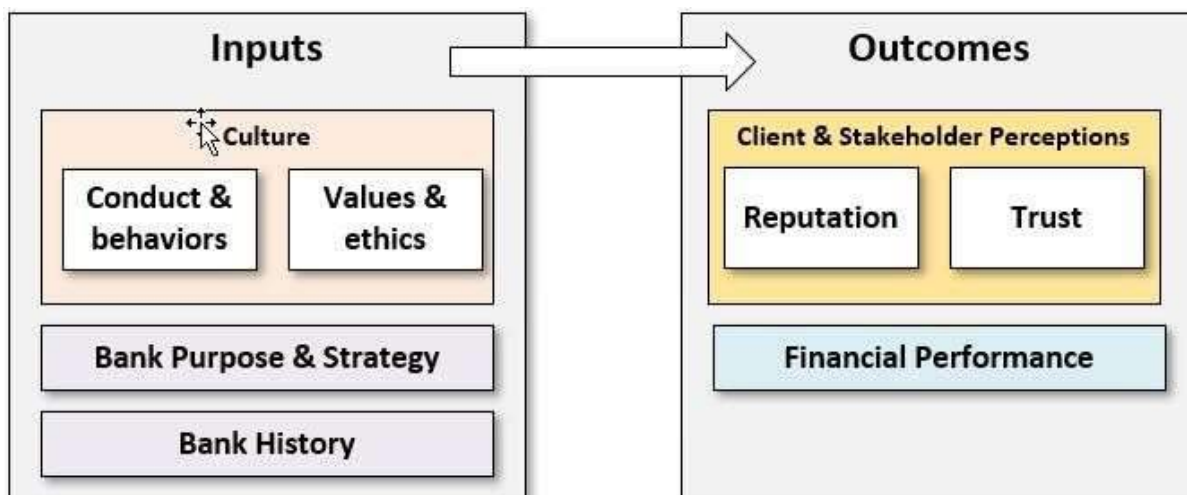 Inputs
Culture
Conduct &
behaviors
Values &
ethics
Bank Purpose & Strategy
Bank History
Outcomes
Client & Stakeholder Perceptions
Reputation
Trust
Financial Performance